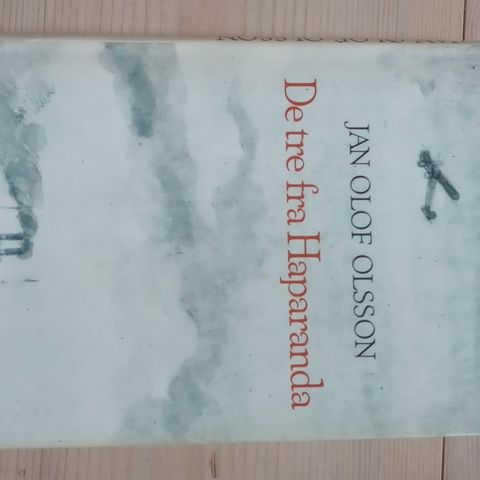 JAN OLOF OLSSON
De tre fra Haparanda